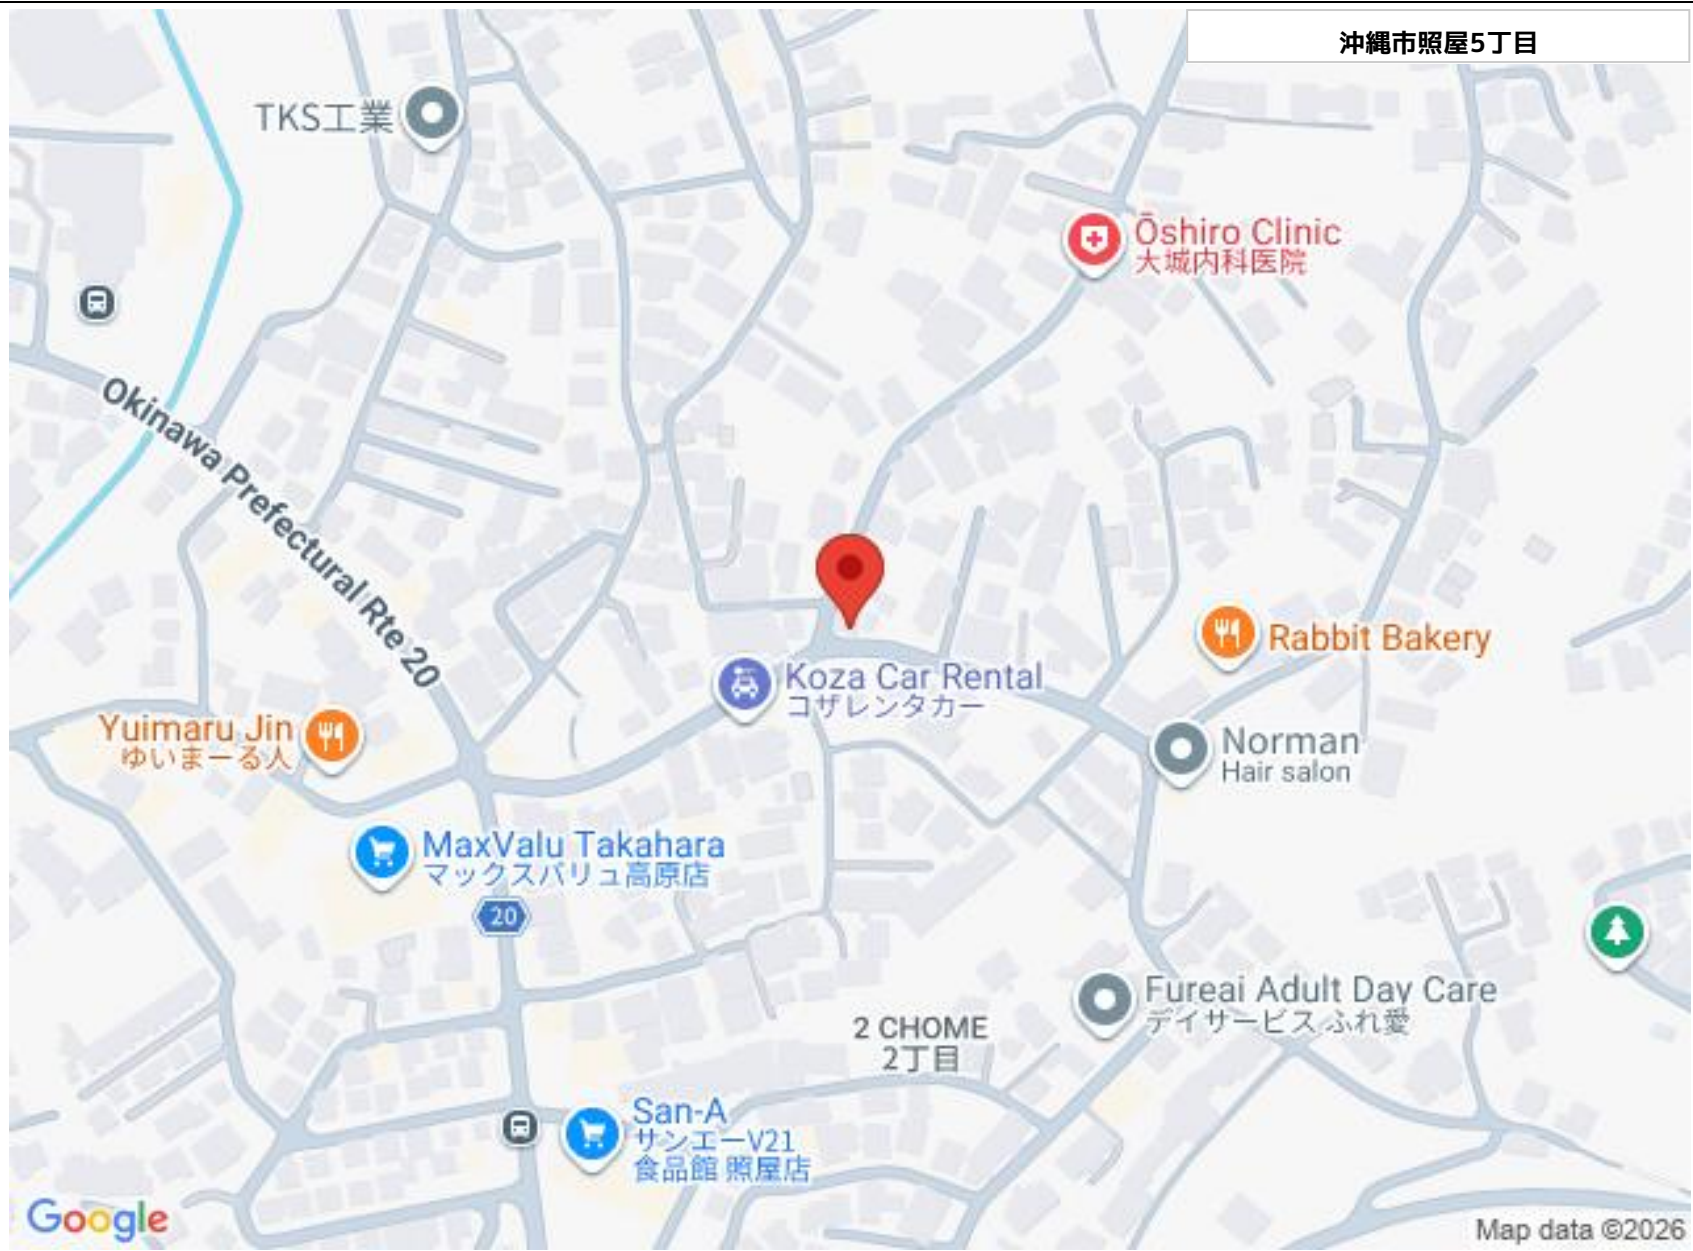 沖縄市照屋5丁目
TKS工業
Ōshiro Clinic
大城内科医院
Okinawa Prefectural Rte 20
Rabbit Bakery
Koza Car Rental
コザレンタカー
Yuimaru Jin
ゆいまーる人
Norman
Hair salon
MaxValu Takahara
マックスバリュ高原店
20
Fureai Adult Day Care
デイサービス ふれ愛
2 CHOME
2丁目
San-A
サンエーV21
食品館 照屋店
Google
Map data ©2026